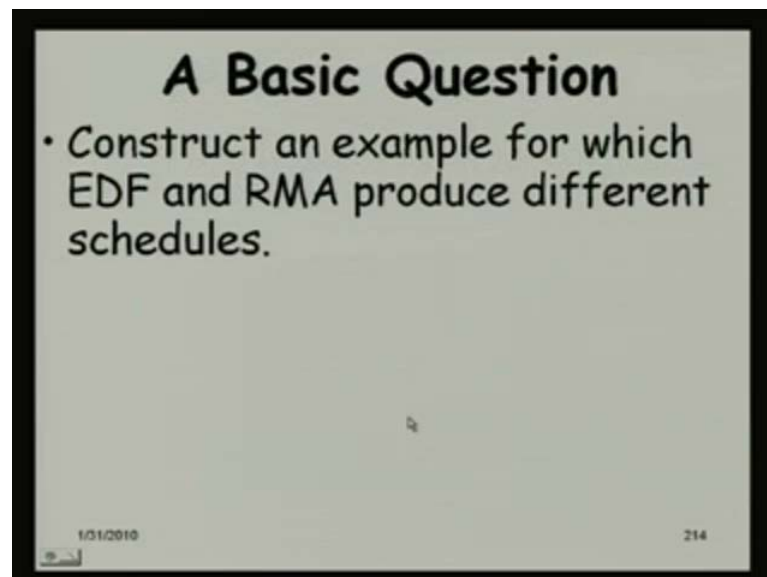 A Basic Question
• Construct an example for which
EDF and RMA produce different
schedules.
1/31/2010
214